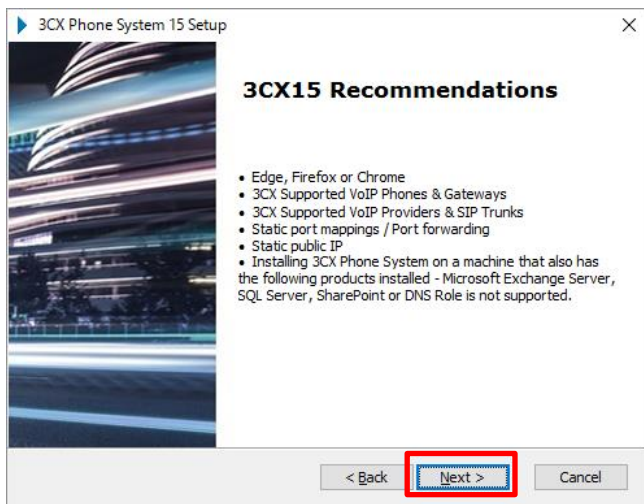 3CX Phone System 15 Setup
3CX15 Recommendations
• Edge, Firefox or Chrome
• 3CX Supported VoIP Phones & Gateways
• 3CX Supported VoIP Providers & SIP Trunks
• Static port mappings / Port forwarding
• Static public IP
• Installing 3CX Phone System on a machine that also has
the following products installed - Microsoft Exchange Server,
SQL Server, SharePoint or DNS Role is not supported.
< Back Next > Cancel